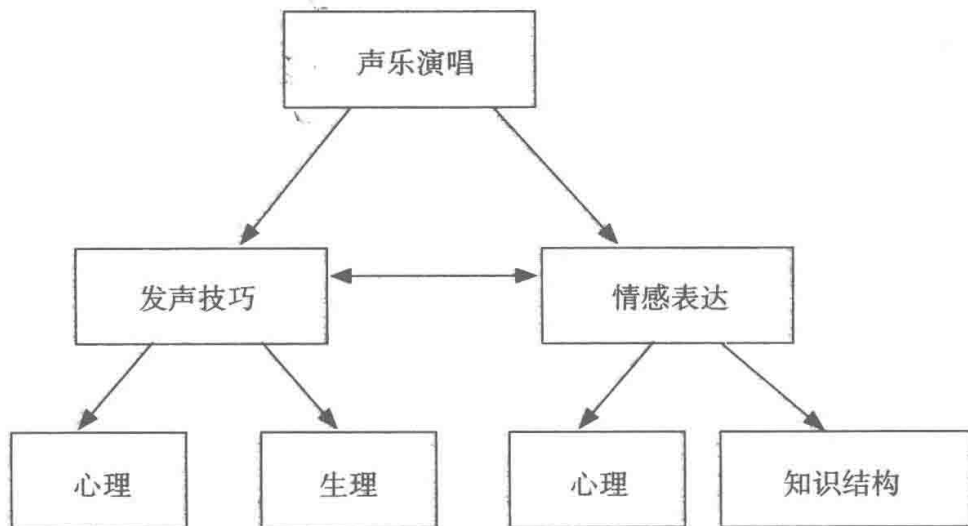 声乐演唱
发声技巧
情感表达
心理
生理
心理
知识结构